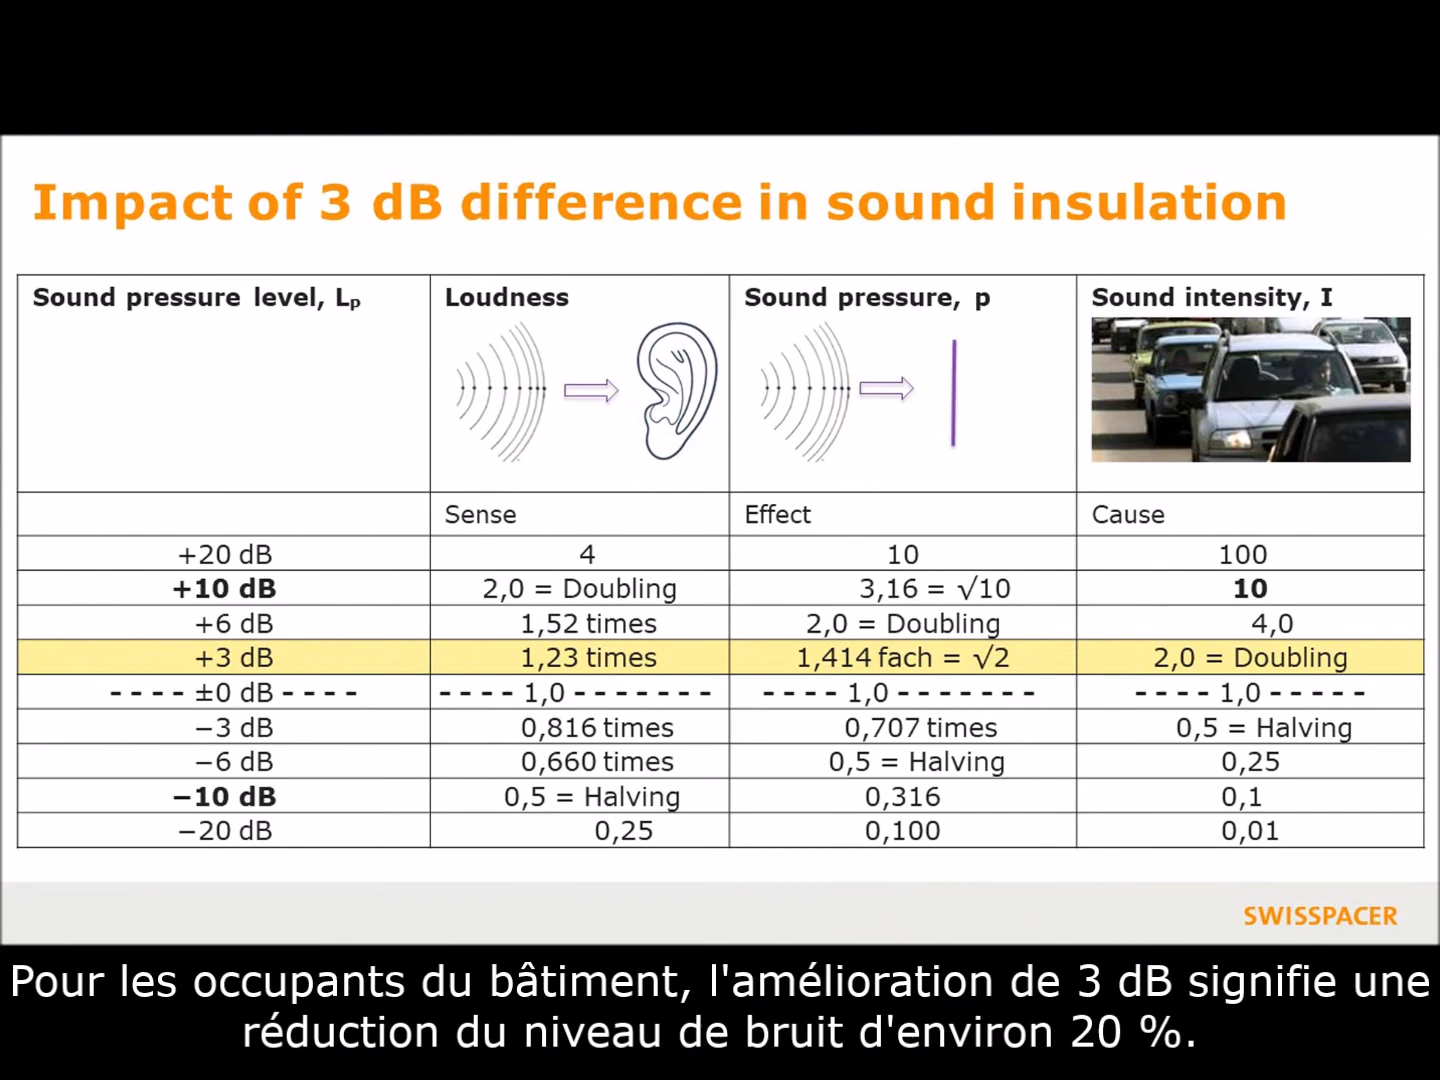 Impact of 3 dB difference in sound insulation
Sound pressure level, Lₚ Loudness Sound pressure, p Sound intensity, I
Sense Effect Cause
+20 dB 4 10 100
+10 dB 2,0 = Doubling 3,16 = √10 10
+6 dB 1,52 times 2,0 = Doubling 4,0
+3 dB 1,23 times 1,414 fach = √2 2,0 = Doubling
- - - - ±0 dB - - - - - - - - 1,0 - - - - - - - - - - - 1,0 - - - - - - - - - - - 1,0 - - - - -
−3 dB 0,816 times 0,707 times 0,5 = Halving
−6 dB 0,660 times 0,5 = Halving 0,25
−10 dB 0,5 = Halving 0,316 0,1
−20 dB 0,25 0,100 0,01
SWISSPACER
Pour les occupants du bâtiment, l'amélioration de 3 dB signifie une
réduction du niveau de bruit d'environ 20 %.